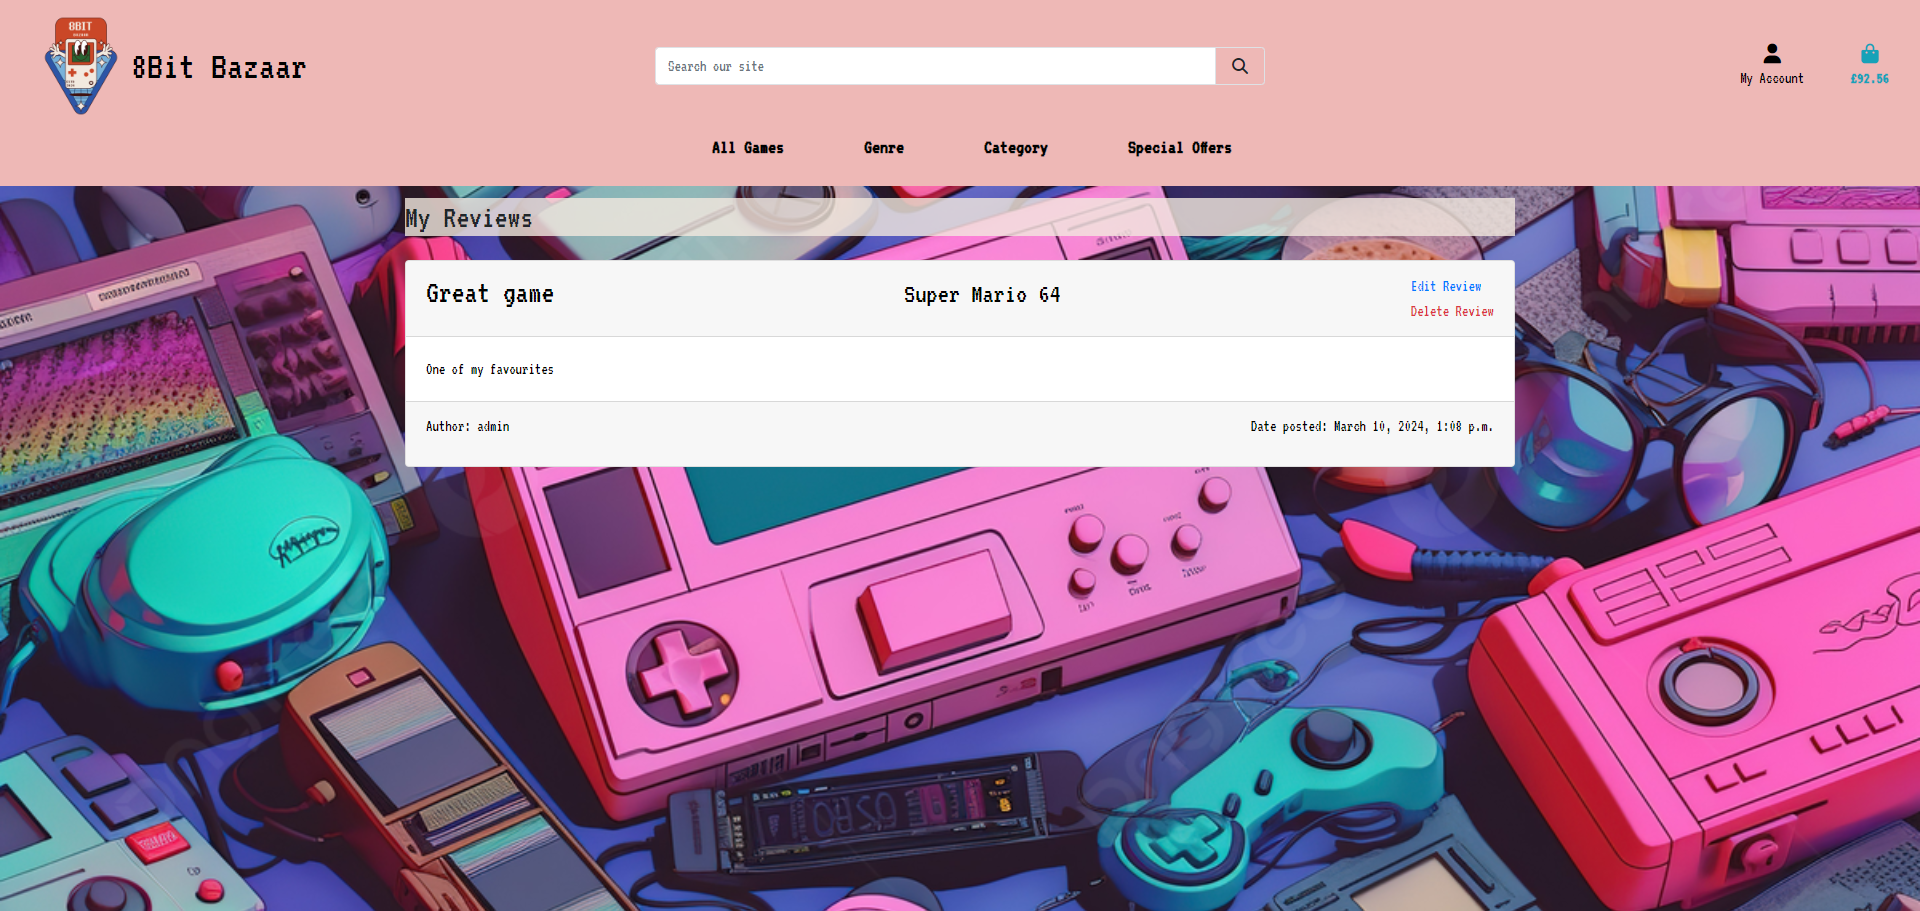 8BIT
8Bit Bazaar
Search our site
My Account
£92.56
All Games
Genre
Category
Special Offers
My Reviews
Great game
Super Mario 64
Edit Review
Delete Review
One of my favourites
Author: admin
Date posted: March 10, 2024, 1:08 p.m.